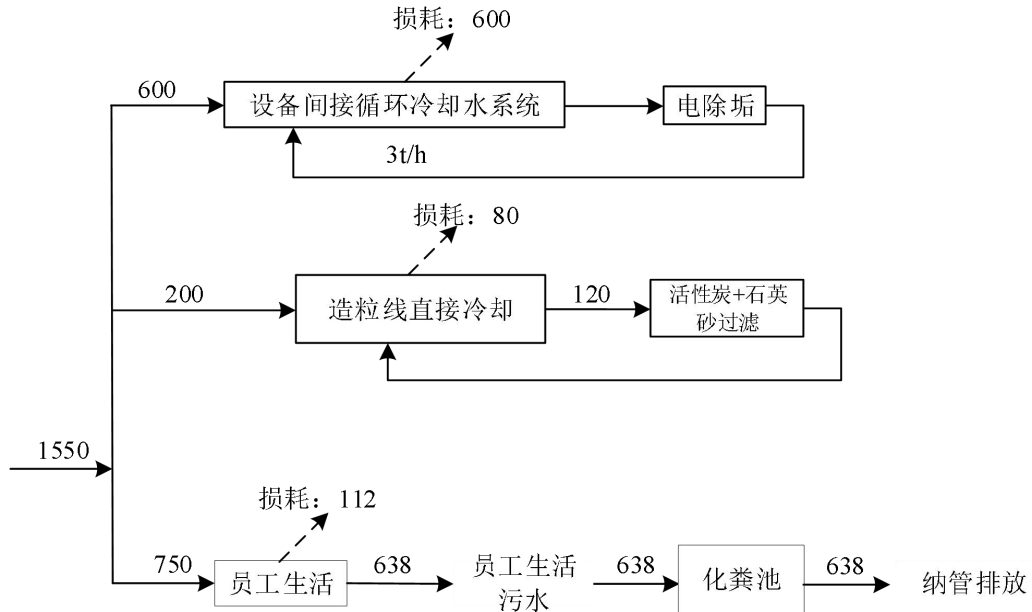 损耗：600
600
设备间接循环冷却水系统
电除垢
3t/h
损耗：80
200
造粒线直接冷却
120
活性炭+石英
砂过滤
1550
损耗：112
750
员工生活
638
员工生活
污水
638
化粪池
638
纳管排放